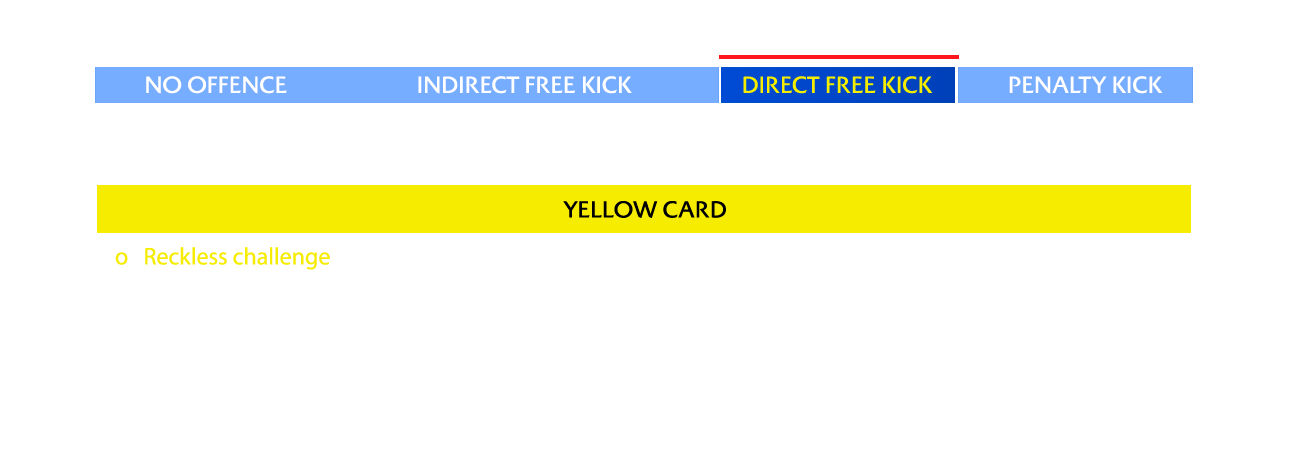 NO OFFENCE INDIRECT FREE KICK DIRECT FREE KICK PENALTY KICK
YELLOW CARD
o Reckless challenge